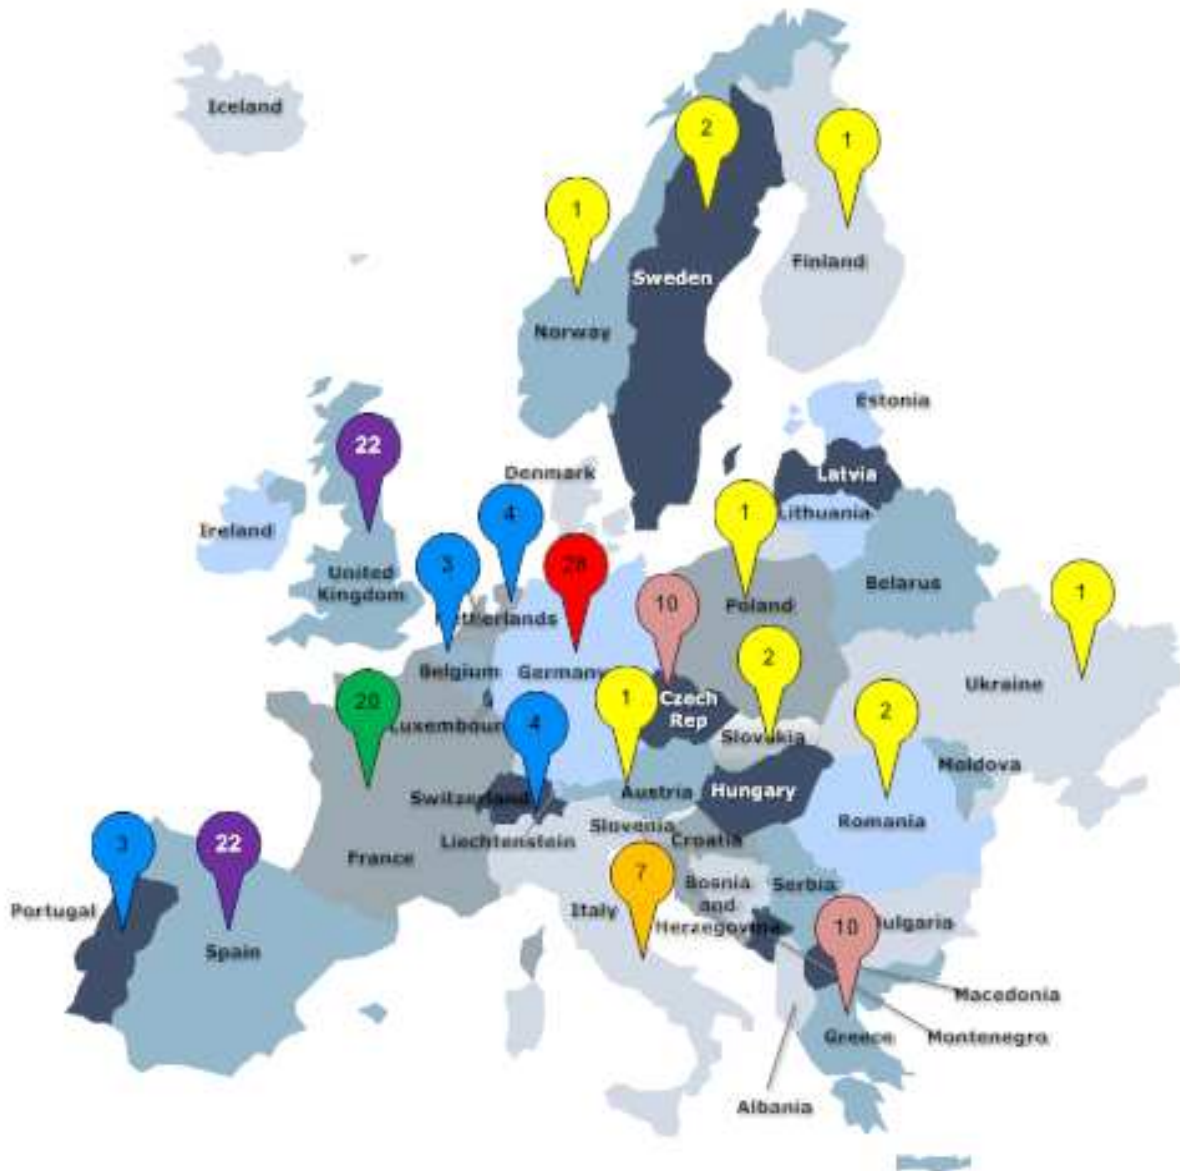 Iceland
2
1
1
Finland
Sweden
Norway
Estonia
22
Denmark
Latvia
4
1
Lithuania
Ireland
3
United
Kingdom
Belarus
10
1
Netherlands
Poland
2
Belgium
Germany
Ukraine
20
1
Czech
Rep
Luxembour
4
Slovakia
2
Moldova
Switzerland
Austria
Hungary
Liechtenstein
Slovenia
Romania
3
22
France
Croatia
7
Bosnia
and
Herzegovina
Serbia
Portugal
Italy
10
ulgaria
Spain
Macedonia
Greece
Montenegro
Albania